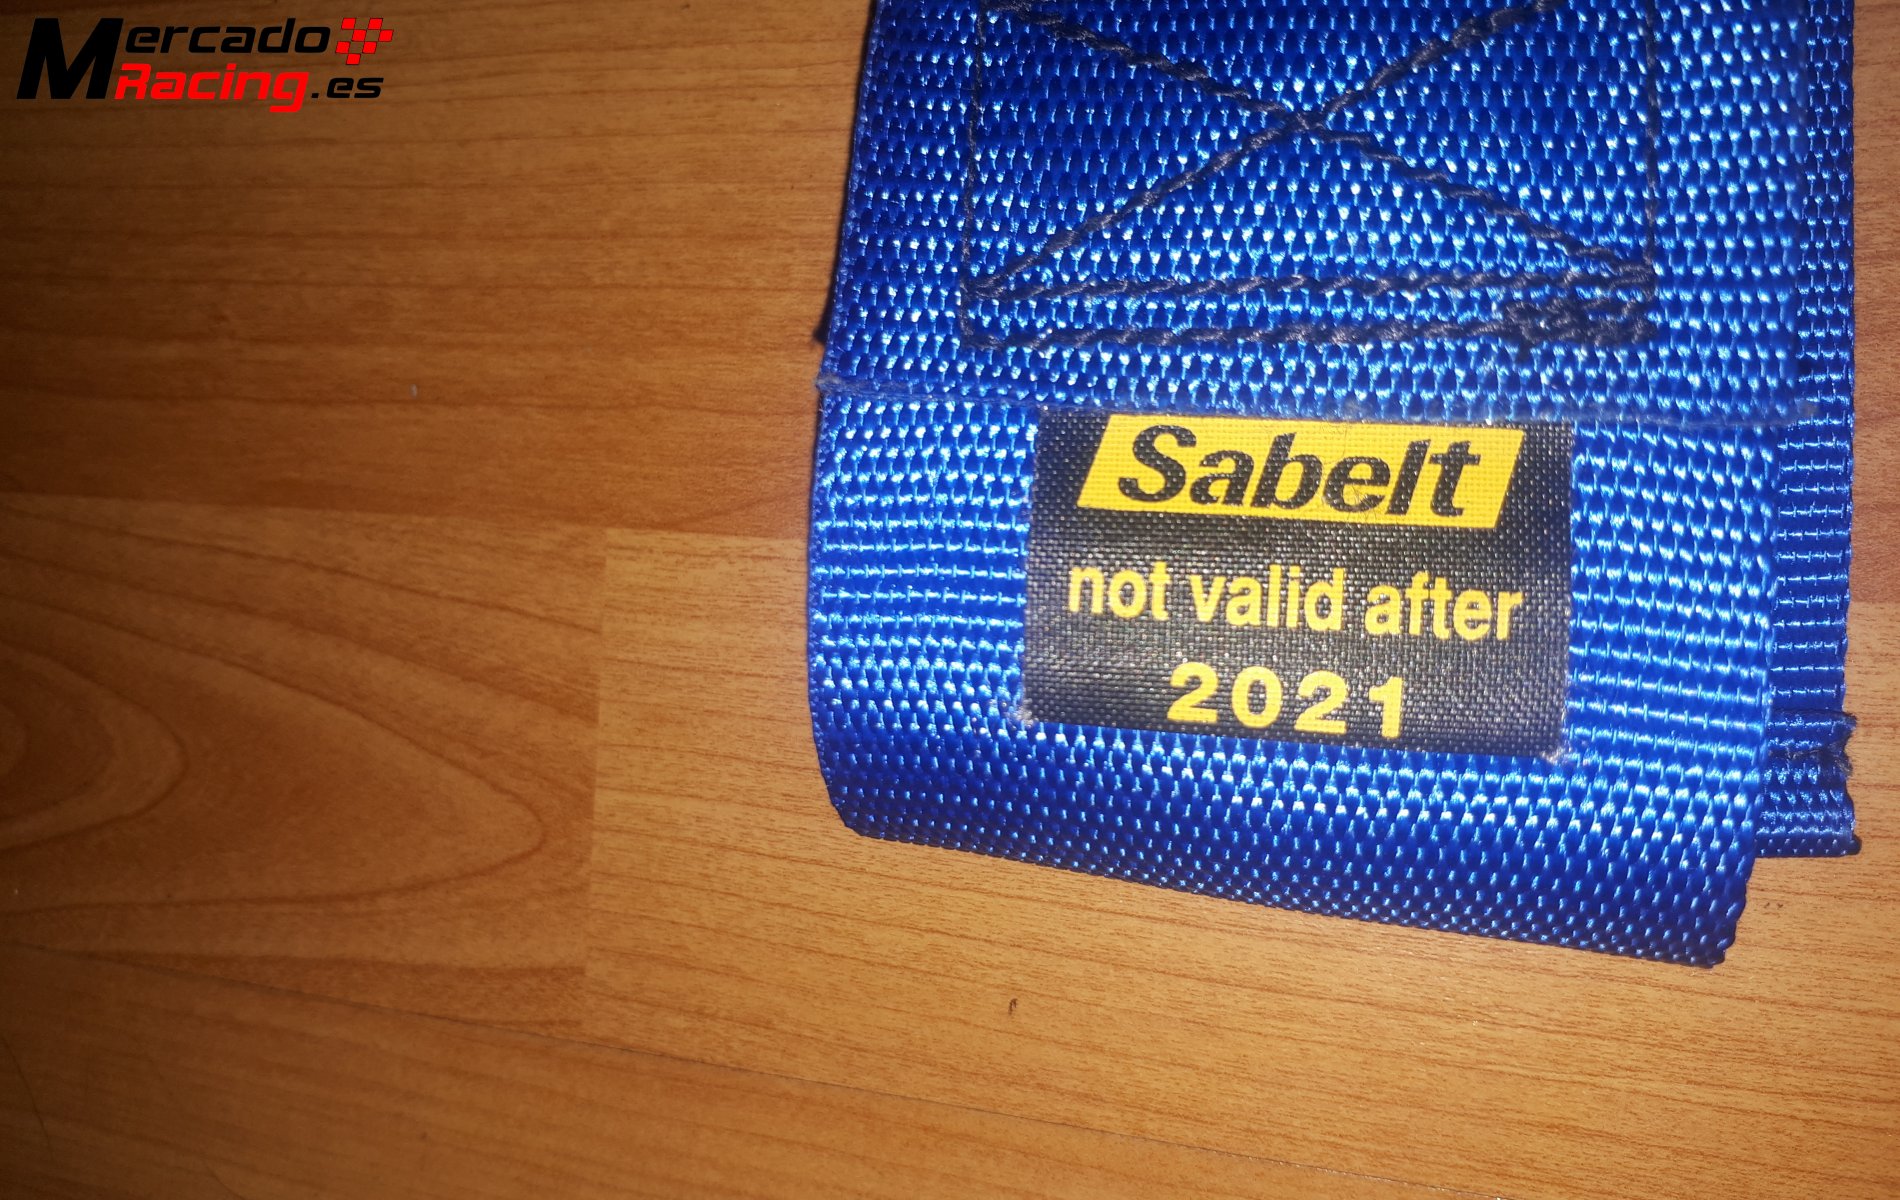 Mercado
Racing.es
Sabelt
not valid after
2021